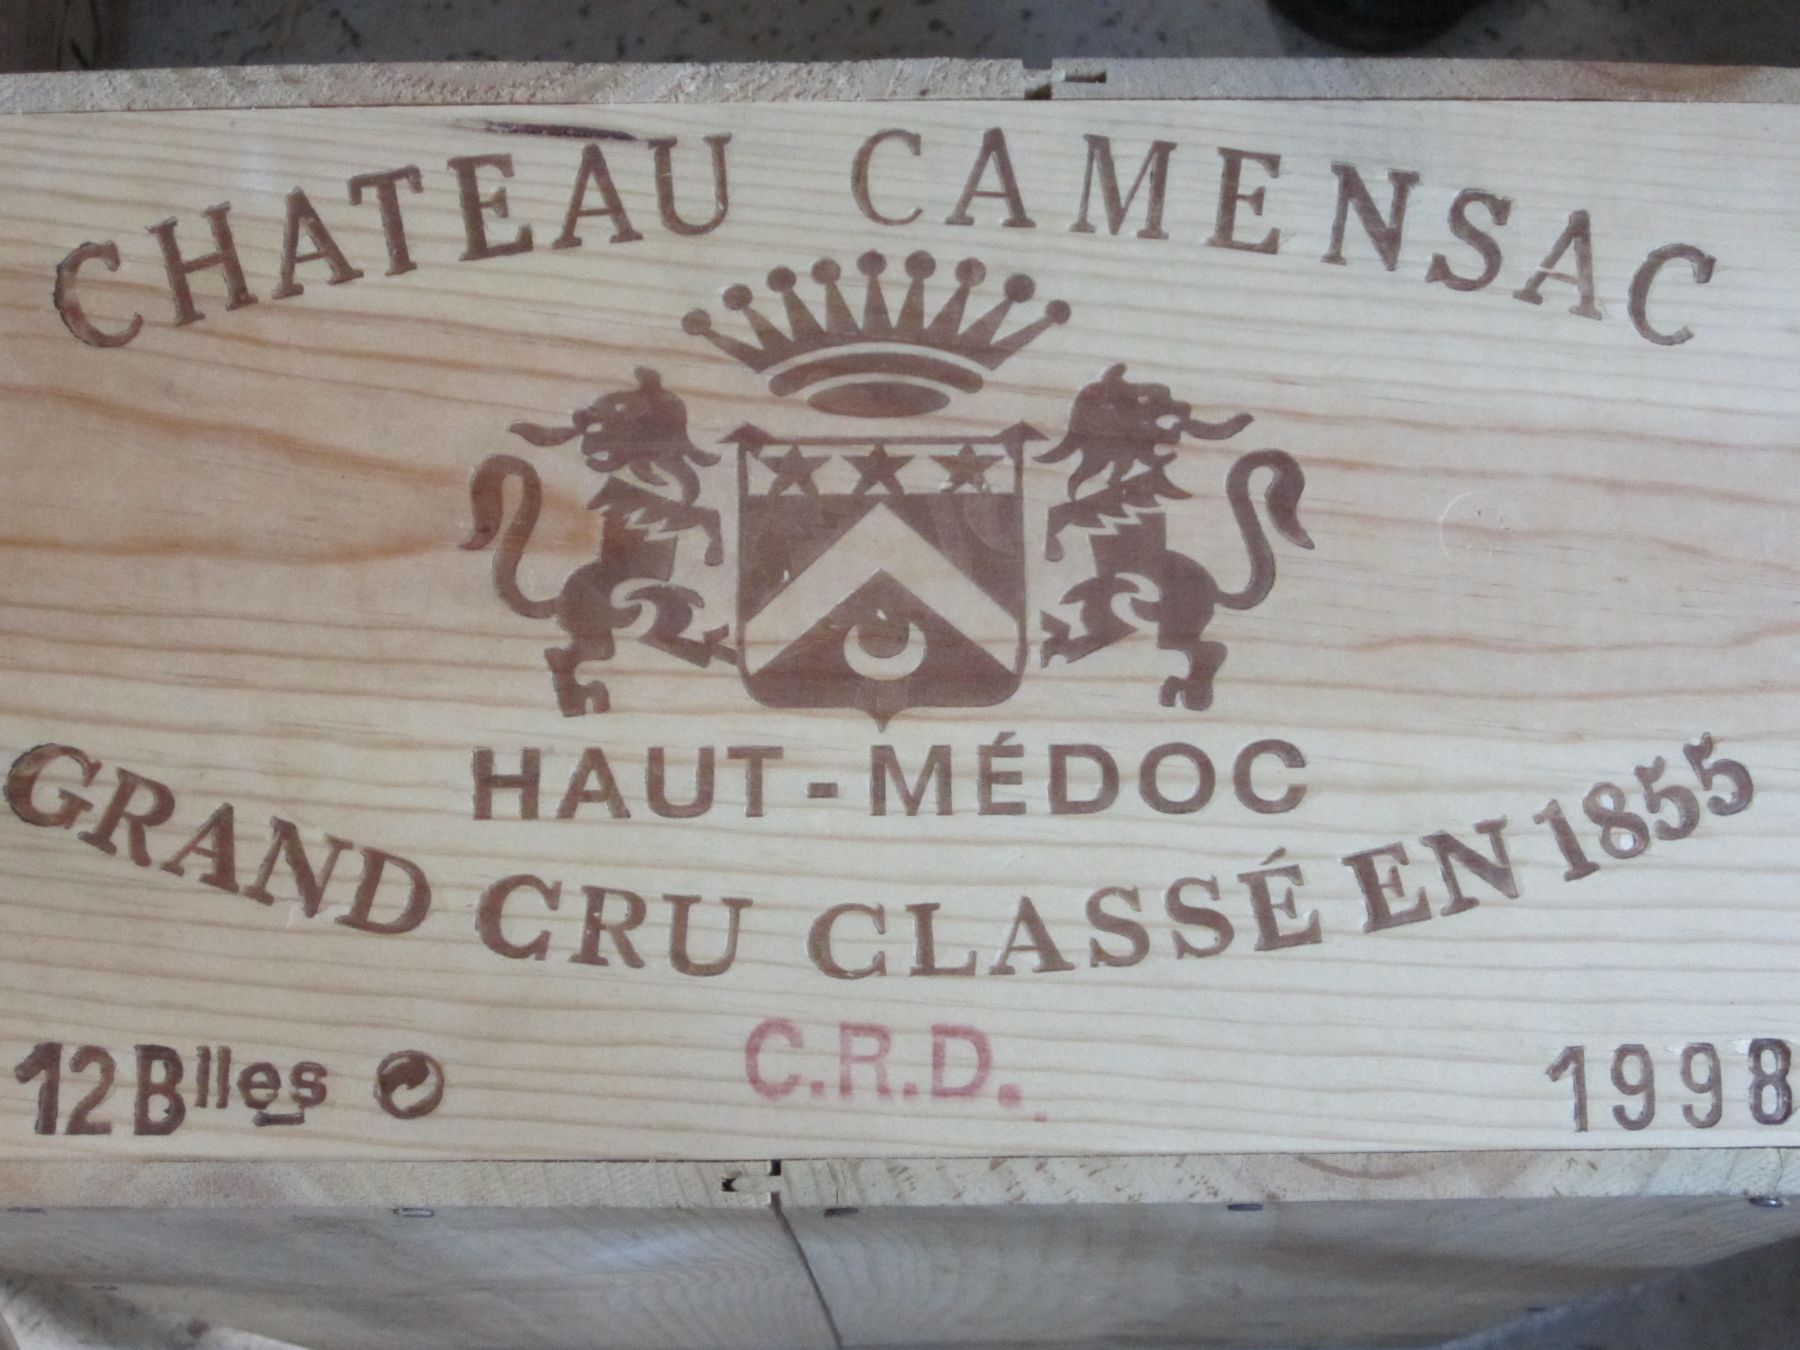 CHATEAU CAMENSAC
HAUT-MÉDOC
GRAND CRU CLASSÉ EN 1855
12 Blles
C.R.D.
1998